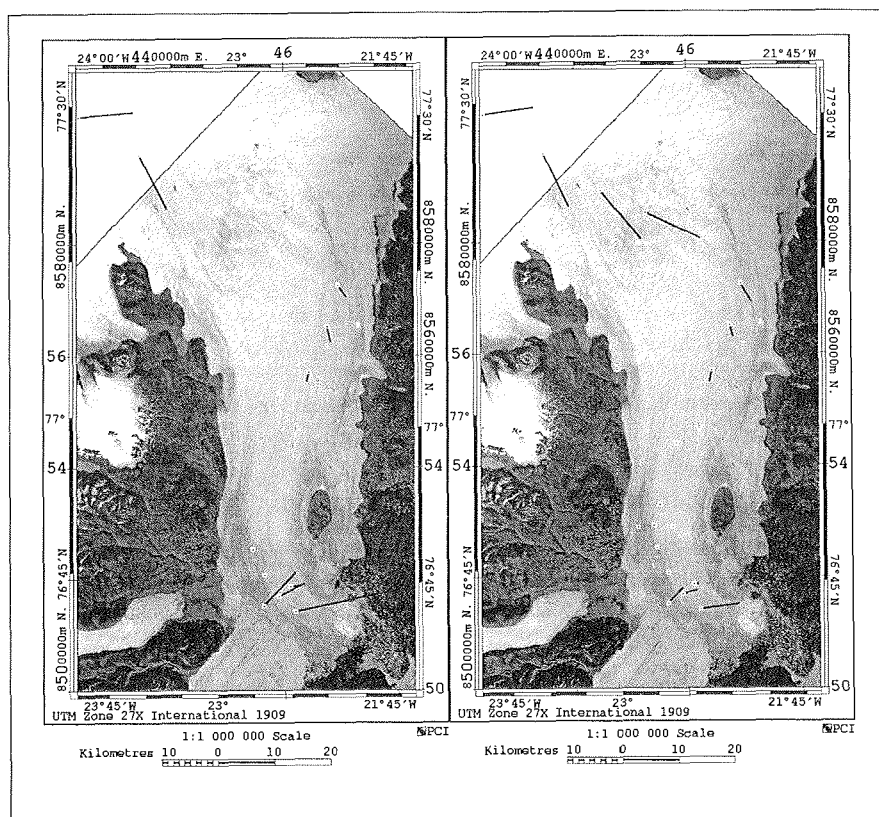 46
24°00'W 440000m E. 23° 21°45'W
77°30'N
77°30'N
8580000m N.
8580000m N.
8560000m N.
56
77°
77°
54
54
76°45'N
76°45'N
8500000m N.
50
23°45'W 23° 21°45'W
UTM Zone 27X International 1909
PCI
1:1 000 000 Scale
Kilometres 10 0 10 20
46
24°00'W 440000m E. 23° 21°45'W
77°30'N
77°30'N
8580000m N.
8580000m N.
8560000m N.
56
77°
77°
54
54
76°45'N
76°45'N
8500000m N.
50
23°45'W 23° 21°45'W
UTM Zone 27X International 1909
PCI
1:1 000 000 Scale
Kilometres 10 0 10 20